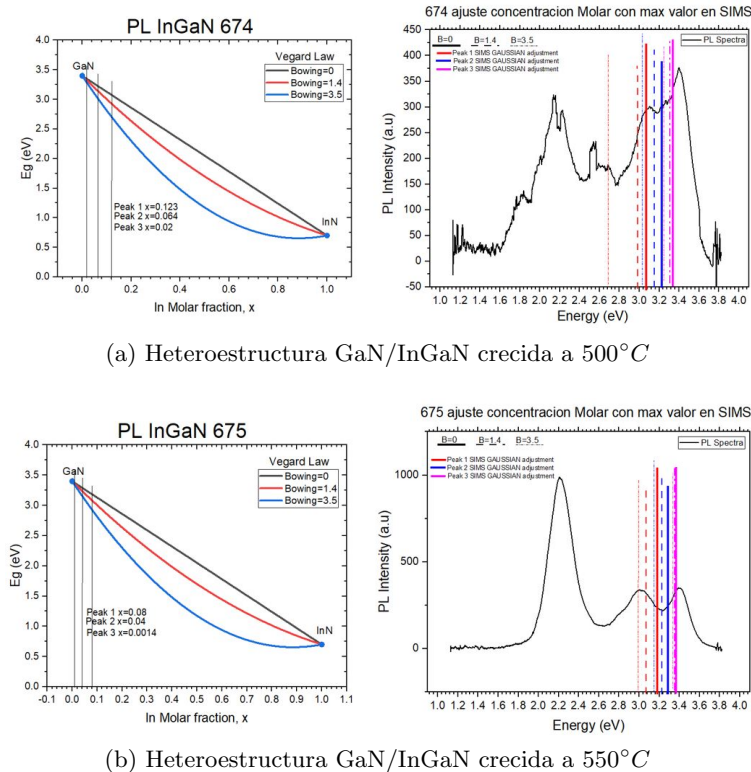 PL InGaN 674
GaN
Vegard Law
Bowing=0
Bowing=1.4
Bowing=3.5
Peak 1 x=0.123
Peak 2 x=0.064
Peak 3 x=0.02
InN
Eg (eV)
4.0
3.5
3.0
2.5
2.0
1.5
1.0
0.5
0.0
0.0 0.2 0.4 0.6 0.8 1.0
In Molar fraction, x
674 ajuste concentracion Molar con max valor en SIMS
B=0 B=1.4 B=3.5
PL Spectra
Peak 1 SIMS GAUSSIAN adjustment
Peak 2 SIMS GAUSSIAN adjustment
Peak 3 SIMS GAUSSIAN adjustment
PL Intensity (a.u)
450
400
350
300
250
200
150
100
50
0
-50
1.0 1.2 1.4 1.6 1.8 2.0 2.2 2.4 2.6 2.8 3.0 3.2 3.4 3.6 3.8 4.0
Energy (eV)
(a) Heteroestructura GaN/InGaN crecida a 500°C
PL InGaN 675
GaN
Vegard Law
Bowing=0
Bowing=1.4
Bowing=3.5
Peak 1 x=0.08
Peak 2 x=0.04
Peak 3 x=0.0014
InN
Eg (eV)
4.0
3.5
3.0
2.5
2.0
1.5
1.0
0.5
0.0
0.0 0.1 0.2 0.3 0.4 0.5 0.6 0.7 0.8 0.9 1.0 1.1
In Molar fraction, x
675 ajuste concentracion Molar con max valor en SIMS
B=0 B=1.4 B=3.5
PL Spectra
Peak 1 SIMS GAUSSIAN adjustment
Peak 2 SIMS GAUSSIAN adjustment
Peak 3 SIMS GAUSSIAN adjustment
PL Intensity (a.u)
1000
500
0
1.0 1.2 1.4 1.6 1.8 2.0 2.2 2.4 2.6 2.8 3.0 3.2 3.4 3.6 3.8 4.0
Energy (eV)
(b) Heteroestructura GaN/InGaN crecida a 550°C